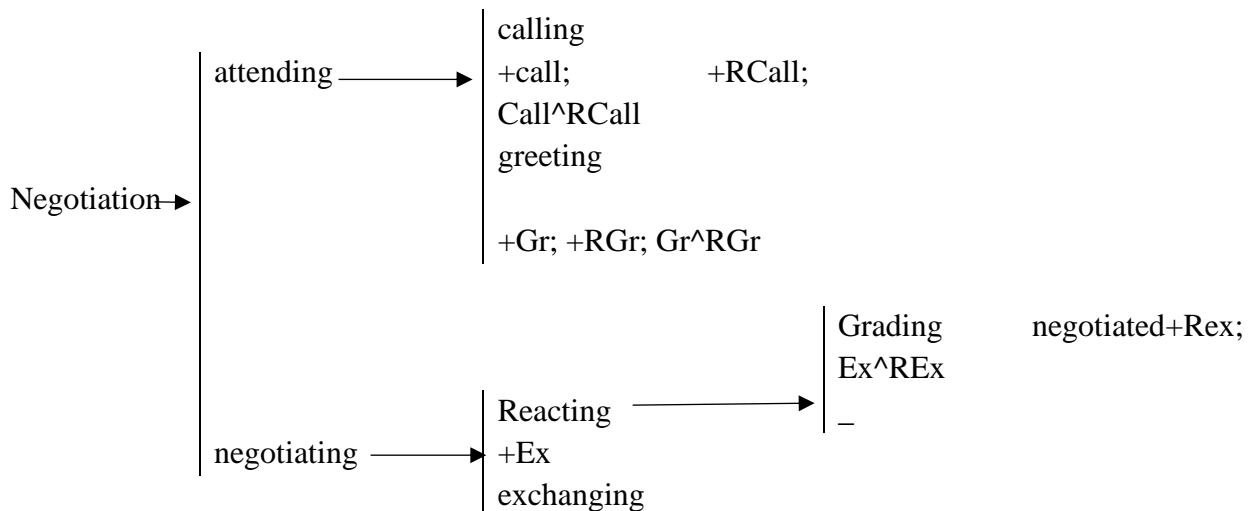 calling
attending
+call; +RCall;
Call^RCall
greeting
Negotiation
+Gr; +RGr; Gr^RGr
Grading negotiated+Rex;
Ex^REx
Reacting
_
negotiating
+Ex
exchanging